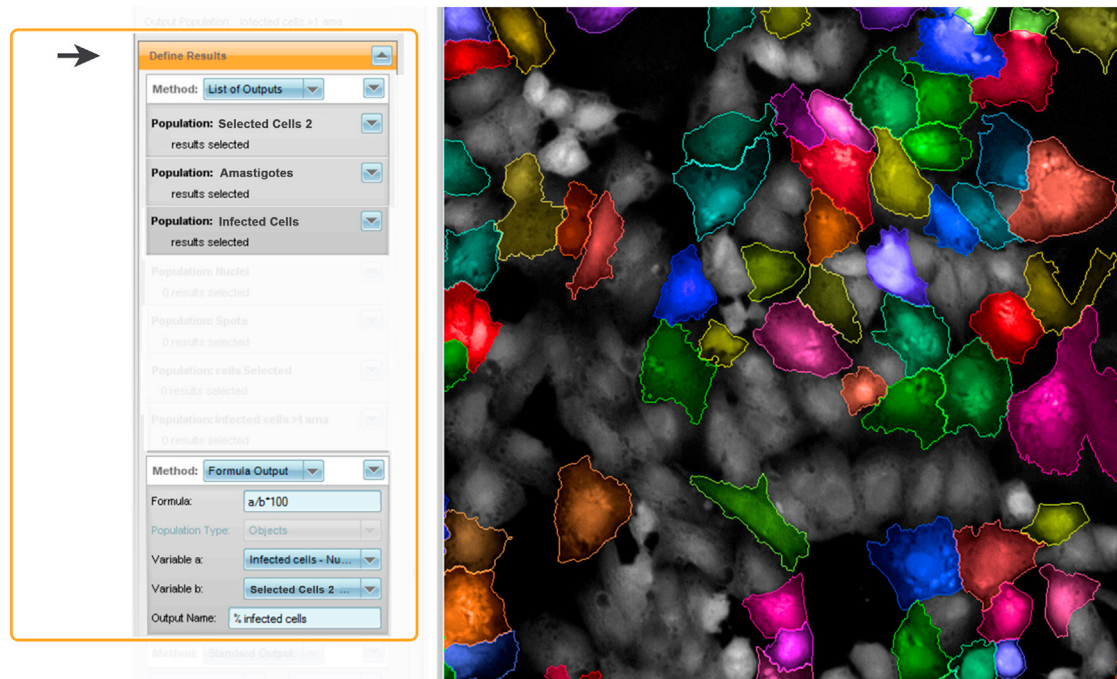 Output Population: Infected cells >1 ama
Define Results
Method: List of Outputs
Population: Selected Cells 2
results selected
Population: Amastigotes
results selected
Population: Infected Cells
results selected
Population: Nuclei
0 results selected
Population: Spots
0 results selected
Population: cells Selected
0 results selected
Population: Infected cells >1 ama
0 results selected
Method: Formula Output
Formula: a/b*100
Population Type: Objects
Variable a: Infected cells - Nu...
Variable b: Selected Cells 2 ...
Output Name: % infected cells
Method: Standard Output